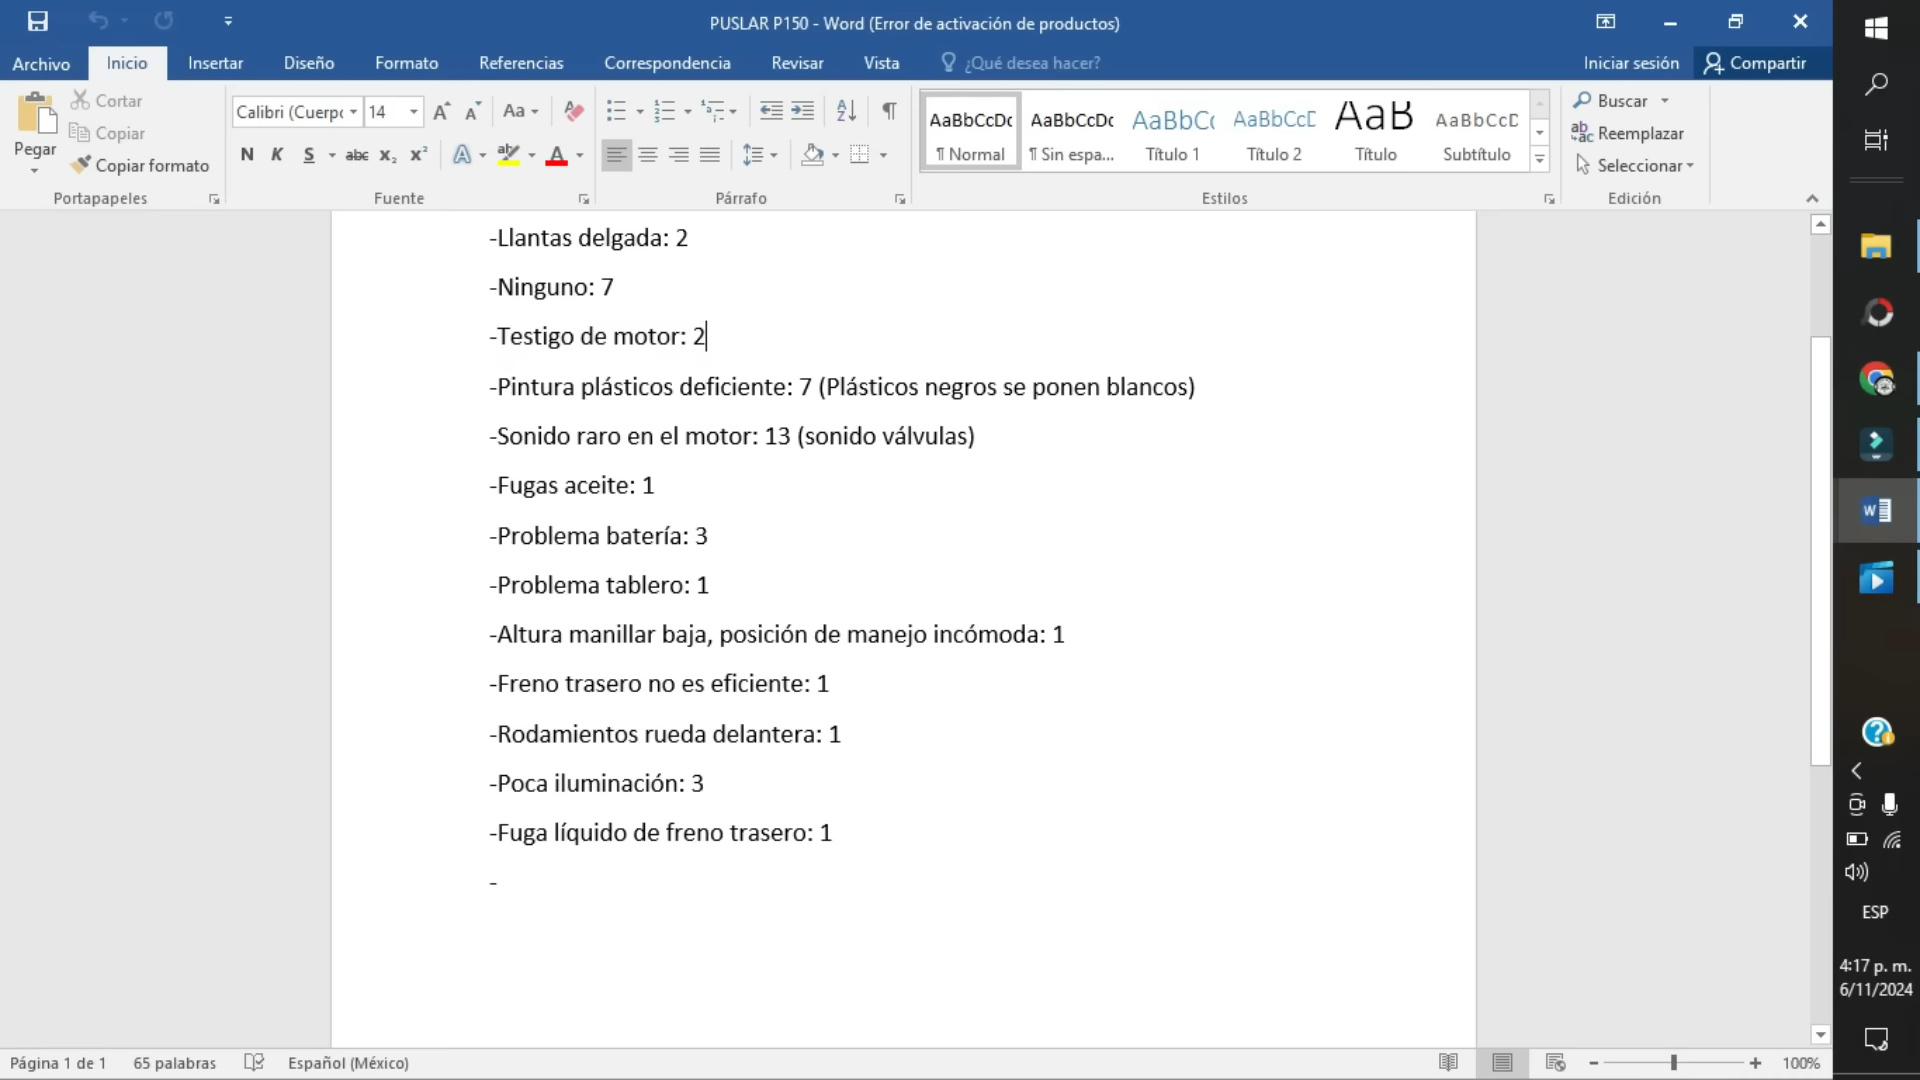 PUSLAR P150 - Word (Error de activación de productos)
Archivo Inicio Insertar Diseño Formato Referencias Correspondencia Revisar Vista ¿Qué desea hacer? Iniciar sesión Compartir
Pegar
Cortar
Copiar
Copiar formato
Portapapeles
Calibri (Cuerpo 14
Aa
N K S abc x₂ x²
Fuente
Párrafo
AaBbCcDc AaBbCcDc AaBbCc AaBbCcD AaB AaBbCcD
¶ Normal ¶ Sin espa... Título 1 Título 2 Título Subtítulo
Estilos
Buscar
Reemplazar
Seleccionar
Edición
-Llantas delgada: 2
-Ninguno: 7
-Testigo de motor: 2
-Pintura plásticos deficiente: 7 (Plásticos negros se ponen blancos)
-Sonido raro en el motor: 13 (sonido válvulas)
-Fugas aceite: 1
-Problema batería: 3
-Problema tablero: 1
-Altura manillar baja, posición de manejo incómoda: 1
-Freno trasero no es eficiente: 1
-Rodamientos rueda delantera: 1
-Poca iluminación: 3
-Fuga líquido de freno trasero: 1
-
Página 1 de 1 65 palabras Español (México) 100%
ESP
4:17 p. m.
6/11/2024